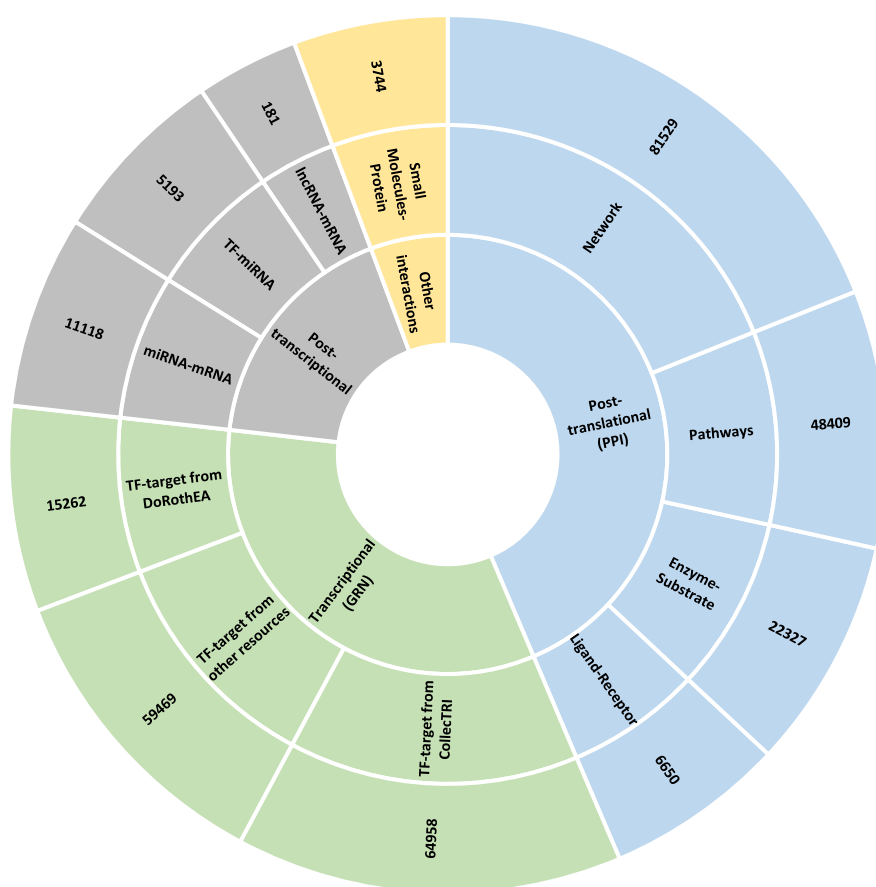 81529
Network
Post-
translational
(PPI)
48409
Pathways
22327
Enzyme-
Substrate
6650
Ligand-Receptor
64958
TF-target from
CollecTRI
Transcriptional
(GRN)
59469
TF-target from
other resources
15262
TF-target from
DoRothEA
11118
miRNA-mRNA
Post-
transcriptional
5193
TF-miRNA
181
lncRNA-mRNA
3744
Small
Molecules-
Protein
Other
interactions